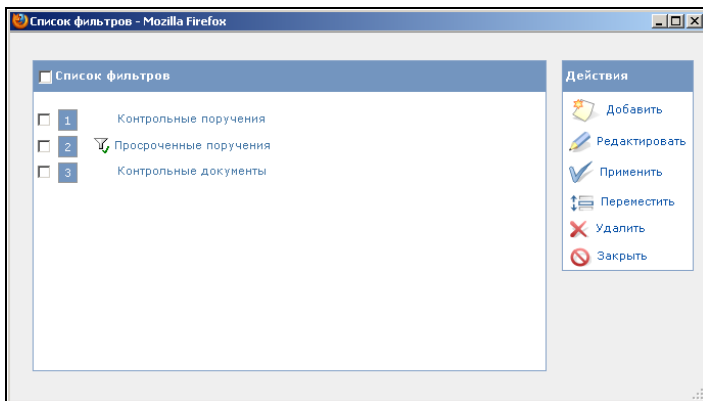 Список фильтров - Mozilla Firefox
Список фильтров
Действия
1 Контрольные поручения
2 Просроченные поручения
3 Контрольные документы
Добавить
Редактировать
Применить
Переместить
Удалить
Закрыть